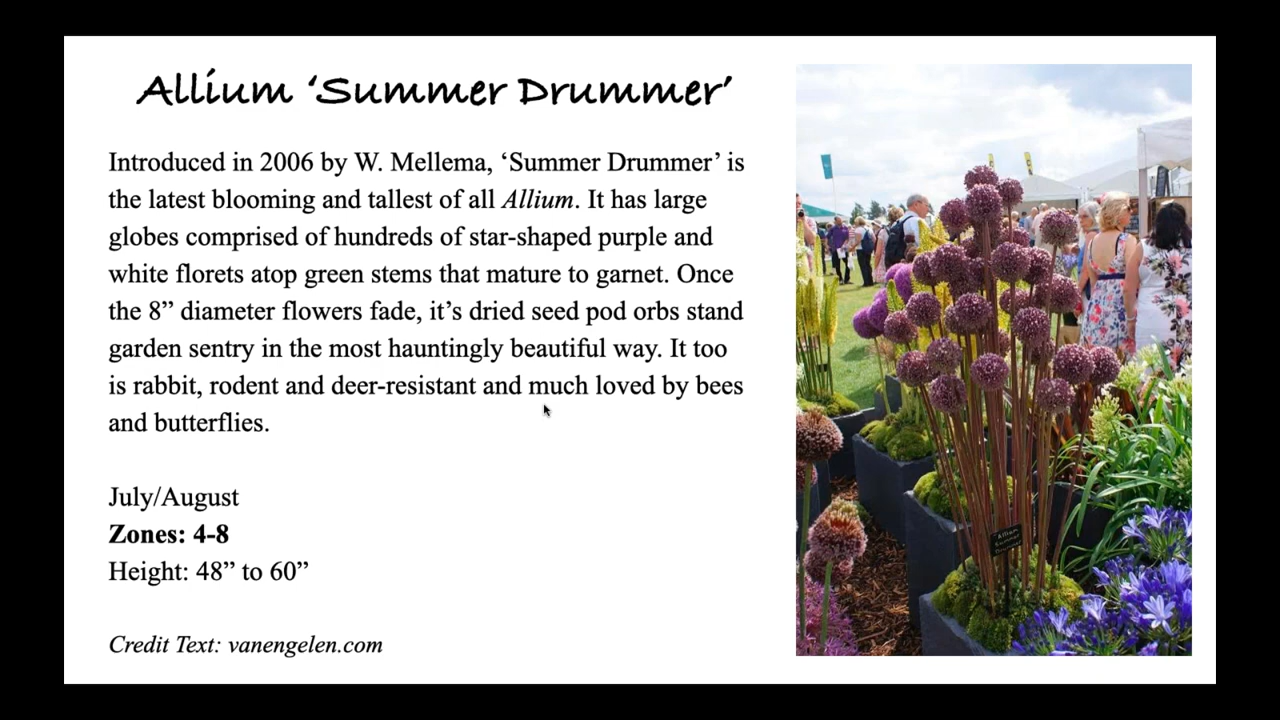 Allium ‘Summer Drummer’
Introduced in 2006 by W. Mellema, ‘Summer Drummer’ is
the latest blooming and tallest of all Allium. It has large
globes comprised of hundreds of star-shaped purple and
white florets atop green stems that mature to garnet. Once
the 8” diameter flowers fade, it’s dried seed pod orbs stand
garden sentry in the most hauntingly beautiful way. It too
is rabbit, rodent and deer-resistant and much loved by bees
and butterflies.
July/August
Zones: 4-8
Height: 48” to 60”
Credit Text: vanengelen.com
Allium
Summer
Drummer